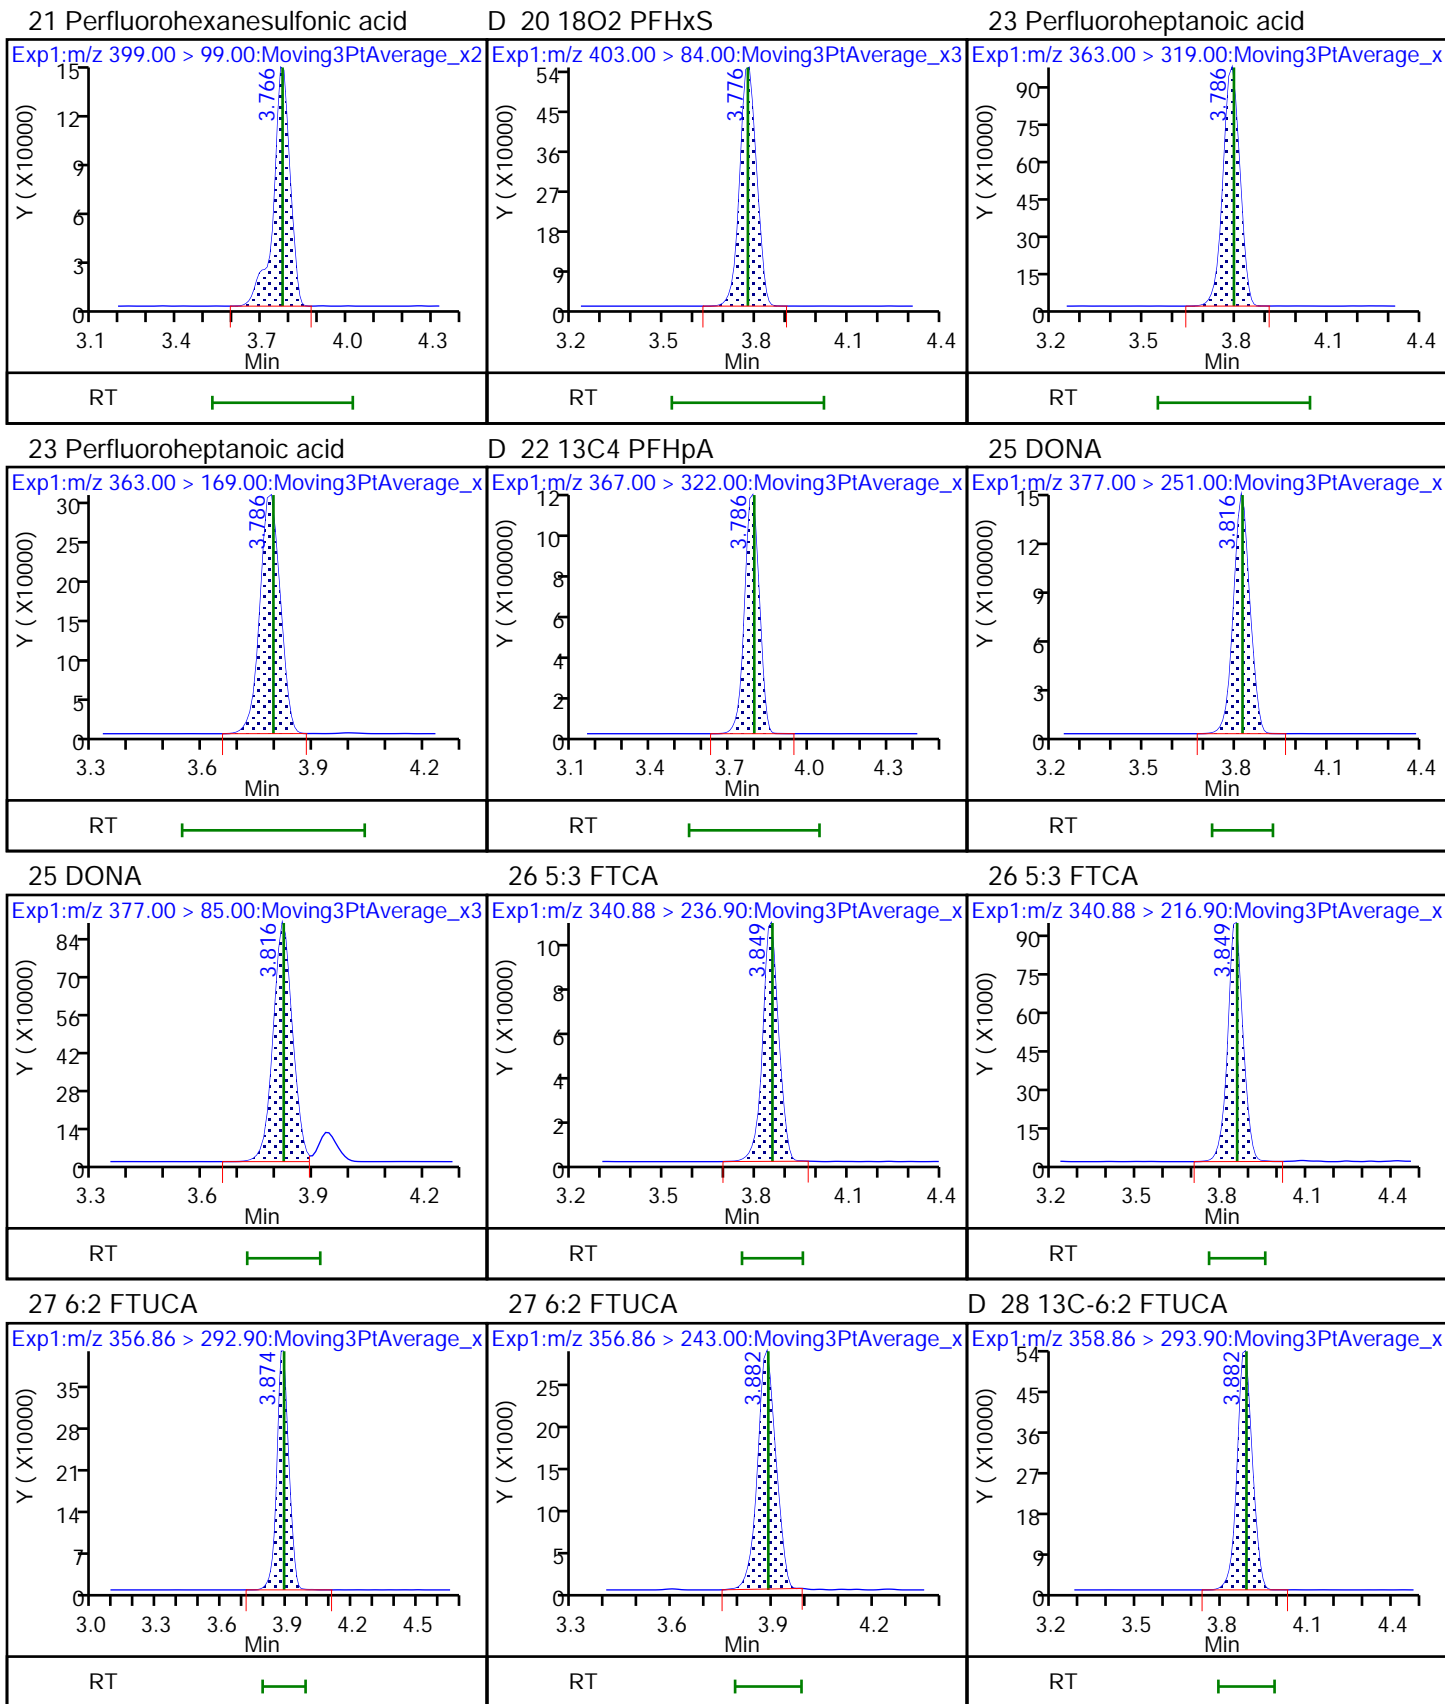 21 Perfluorohexanesulfonic acid
Exp1:m/z 399.00 > 99.00:Moving3PtAverage_x2
3.766
Y ( X10000)
15
12
9
6
3
0
3.1 3.4 3.7 4.0 4.3
Min
RT
D 20 18O2 PFHxS
Exp1:m/z 403.00 > 84.00:Moving3PtAverage_x3
3.776
Y ( X10000)
54
45
36
27
18
9
0
3.2 3.5 3.8 4.1 4.4
Min
RT
23 Perfluoroheptanoic acid
Exp1:m/z 363.00 > 319.00:Moving3PtAverage_x
3.786
Y ( X10000)
90
75
60
45
30
15
0
3.2 3.5 3.8 4.1 4.4
Min
RT
23 Perfluoroheptanoic acid
Exp1:m/z 363.00 > 169.00:Moving3PtAverage_x
3.786
Y ( X10000)
30
25
20
15
10
5
0
3.3 3.6 3.9 4.2
Min
RT
D 22 13C4 PFHpA
Exp1:m/z 367.00 > 322.00:Moving3PtAverage_x
3.786
Y ( X100000)
12
10
8
6
4
2
0
3.1 3.4 3.7 4.0 4.3
Min
RT
25 DONA
Exp1:m/z 377.00 > 251.00:Moving3PtAverage_x
3.816
Y ( X100000)
15
12
9
6
3
0
3.2 3.5 3.8 4.1 4.4
Min
RT
25 DONA
Exp1:m/z 377.00 > 85.00:Moving3PtAverage_x3
3.816
Y ( X10000)
84
70
56
42
28
14
0
3.3 3.6 3.9 4.2
Min
RT
26 5:3 FTCA
Exp1:m/z 340.88 > 236.90:Moving3PtAverage_x
3.849
Y ( X10000)
10
8
6
4
2
0
3.2 3.5 3.8 4.1 4.4
Min
RT
26 5:3 FTCA
Exp1:m/z 340.88 > 216.90:Moving3PtAverage_x
3.849
Y ( X1000)
90
75
60
45
30
15
0
3.2 3.5 3.8 4.1 4.4
Min
RT
27 6:2 FTUCA
Exp1:m/z 356.86 > 292.90:Moving3PtAverage_x
3.874
Y ( X10000)
35
28
21
14
7
0
3.0 3.3 3.6 3.9 4.2 4.5
Min
RT
27 6:2 FTUCA
Exp1:m/z 356.86 > 243.00:Moving3PtAverage_x
3.882
Y ( X1000)
25
20
15
10
5
0
3.3 3.6 3.9 4.2
Min
RT
D 28 13C-6:2 FTUCA
Exp1:m/z 358.86 > 293.90:Moving3PtAverage_x
3.882
Y ( X10000)
54
45
36
27
18
9
0
3.2 3.5 3.8 4.1 4.4
Min
RT